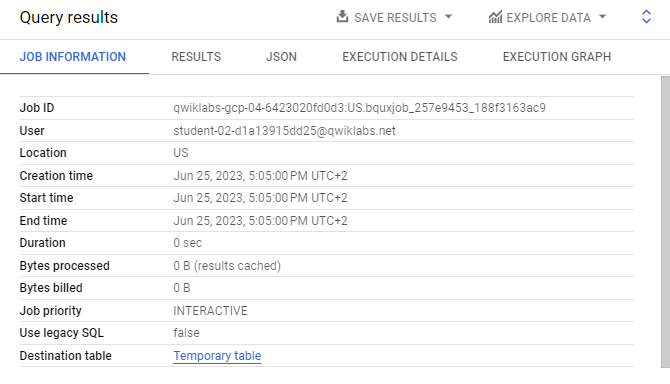 Query results SAVE RESULTS EXPLORE DATA
JOB INFORMATION RESULTS JSON EXECUTION DETAILS EXECUTION GRAPH
Job ID qwiklabs-gcp-04-6423020fd0d3:US.bquxjob_257e9453_188f3163ac9
User student-02-d1a13915dd25@qwiklabs.net
Location US
Creation time Jun 25, 2023, 5:05:00 PM UTC+2
Start time Jun 25, 2023, 5:05:00 PM UTC+2
End time Jun 25, 2023, 5:05:00 PM UTC+2
Duration 0 sec
Bytes processed 0 B (results cached)
Bytes billed 0 B
Job priority INTERACTIVE
Use legacy SQL false
Destination table Temporary table